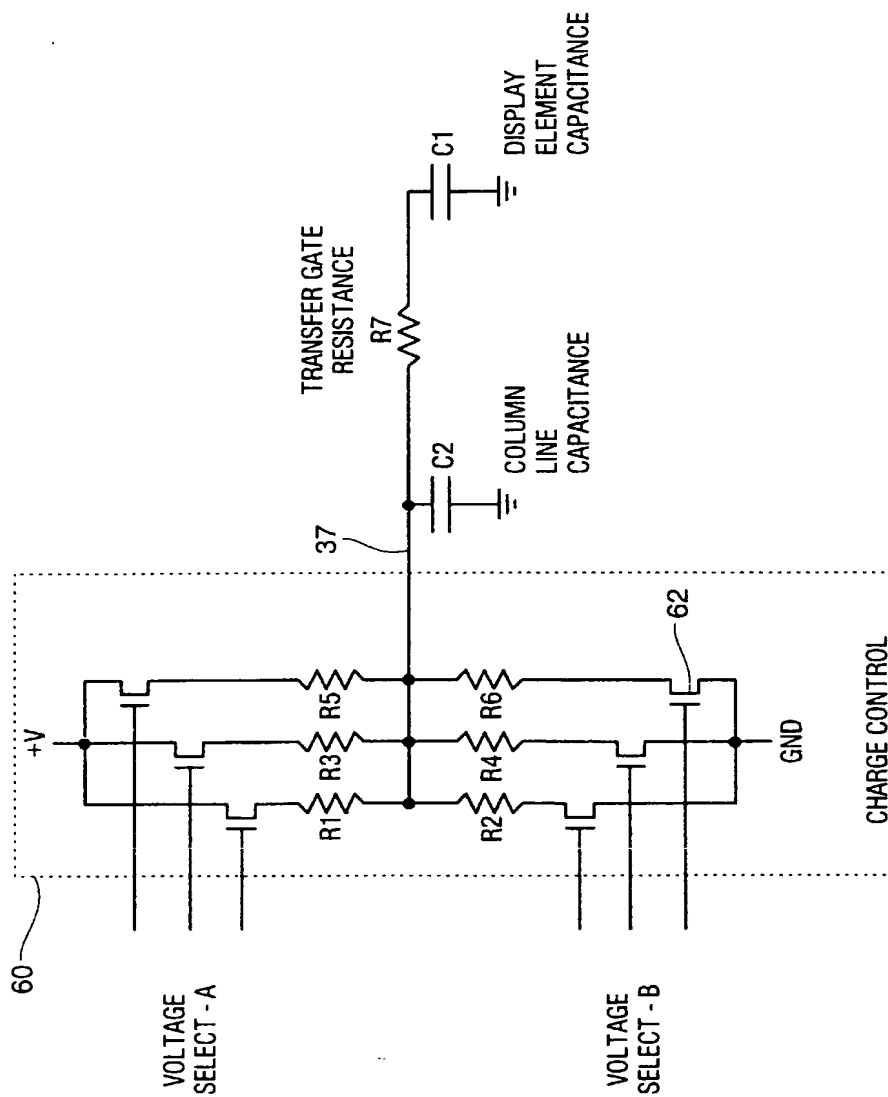 60
+V
VOLTAGE
SELECT - A
R1
R3
R5
37
TRANSFER GATE
RESISTANCE
R7
C2
C1
COLUMN
LINE
CAPACITANCE
DISPLAY
ELEMENT
CAPACITANCE
R2
R4
R6
62
VOLTAGE
SELECT - B
GND
CHARGE CONTROL